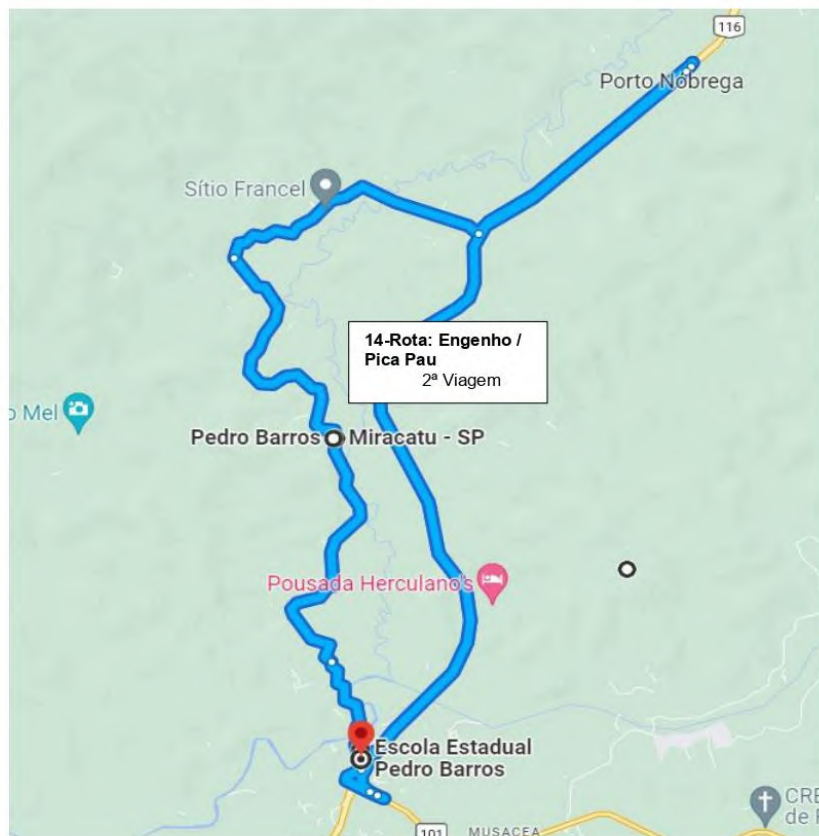 116
Porto Nóbrega
Sítio Francel
14-Rota: Engenho /
Pica Pau
2ª Viagem
o Mel
Pedro Barros
Miracatu - SP
Pousada Herculano's
Escola Estadual
Pedro Barros
CRE
de
101
MUSACEA